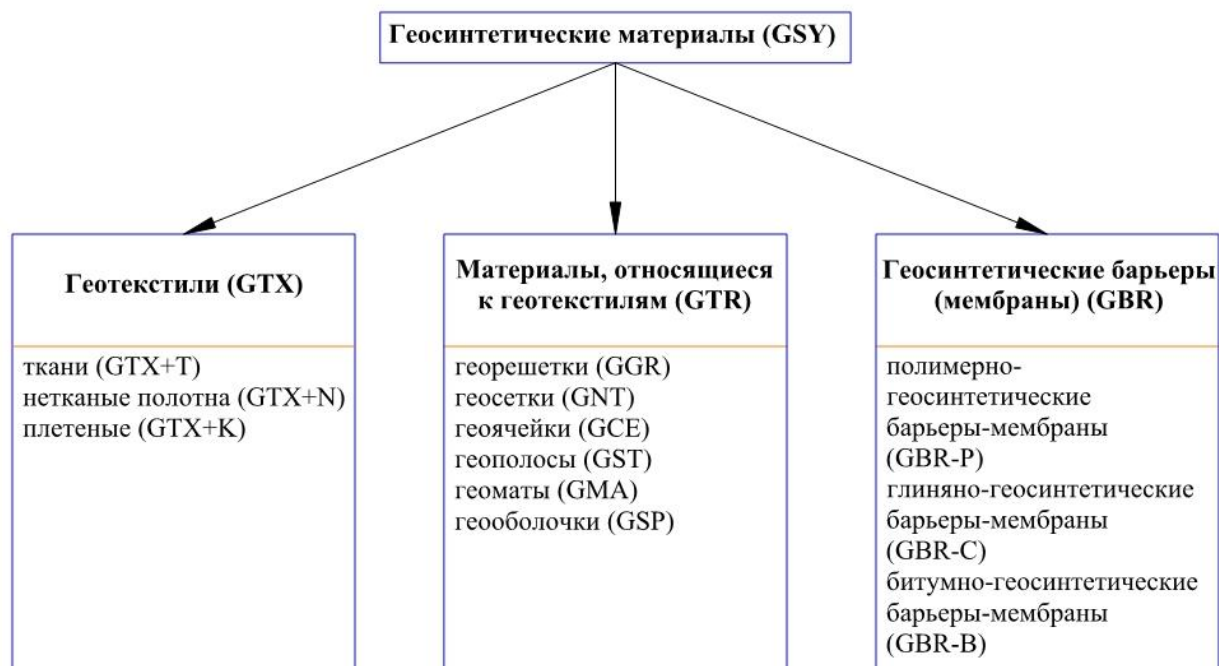 Геосинтетические материалы (GSY)
Геотекстили (GTX)
ткани (GTX+T)
нетканые полотна (GTX+N)
плетеные (GTX+K)
Материалы, относящиеся
к геотекстилям (GTR)
георешетки (GGR)
геосетки (GNT)
геоячейки (GCE)
геополосы (GST)
геоматы (GMA)
геооболочки (GSP)
Геосинтетические барьеры
(мембраны) (GBR)
полимерно-
геосинтетические
барьеры-мембраны
(GBR-P)
глиняно-геосинтетические
барьеры-мембраны
(GBR-C)
битумно-геосинтетические
барьеры-мембраны
(GBR-B)